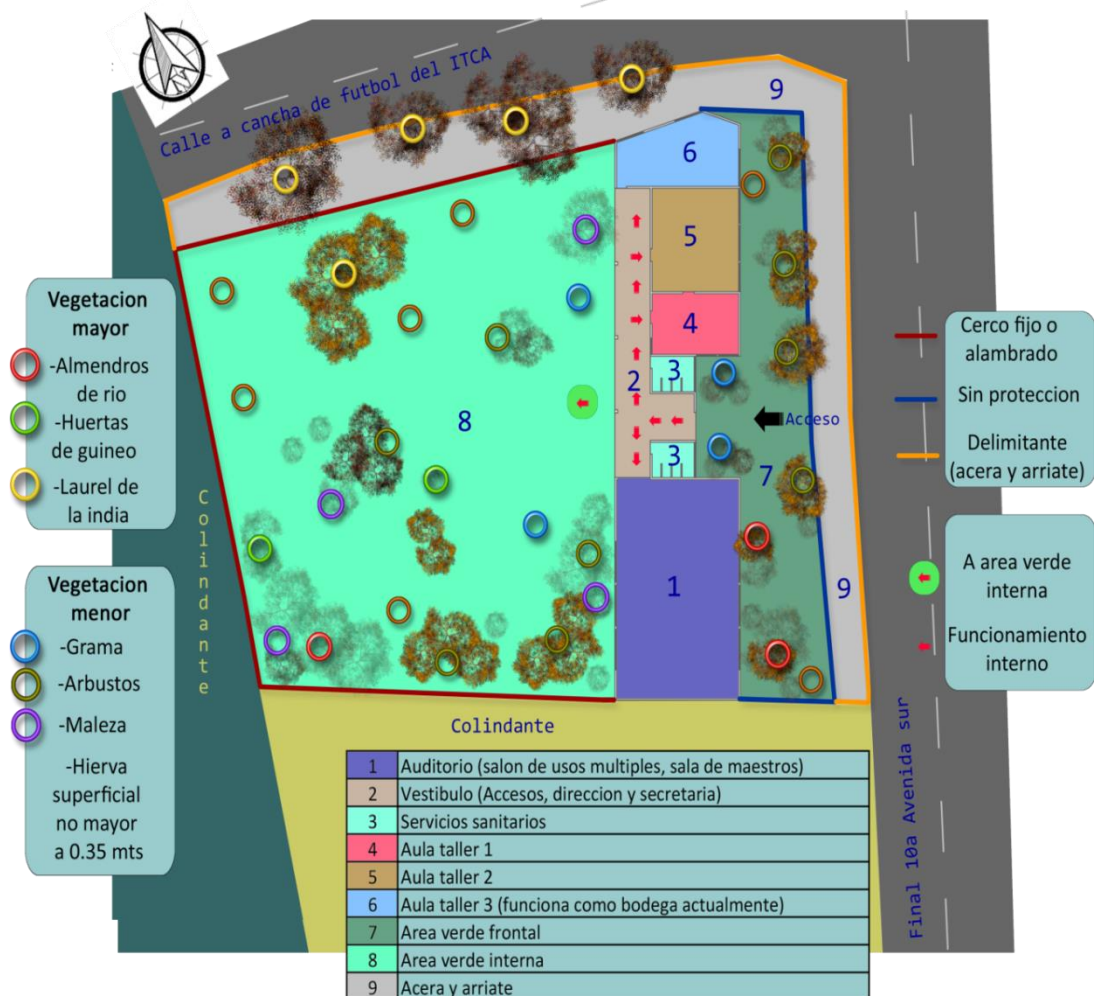 Calle a cancha de futbol del ITCA
9
6
5
4
3
2
Acceso
8
3
7
1
9
Colindante
Colindante
Final 10a Avenida sur
Vegetacion
mayor
-Almendros
de rio
-Huertas
de guineo
-Laurel de
la india
Vegetacion
menor
-Grama
-Arbustos
-Maleza
-Hierva
superficial
no mayor
a 0.35 mts
Cerco fijo o
alambrado
Sin proteccion
Delimitante
(acera y arriate)
A area verde
interna
Funcionamiento
interno
1 Auditorio (salon de usos multiples, sala de maestros)
2 Vestibulo (Accesos, direccion y secretaria)
3 Servicios sanitarios
4 Aula taller 1
5 Aula taller 2
6 Aula taller 3 (funciona como bodega actualmente)
7 Area verde frontal
8 Area verde interna
9 Acera y arriate